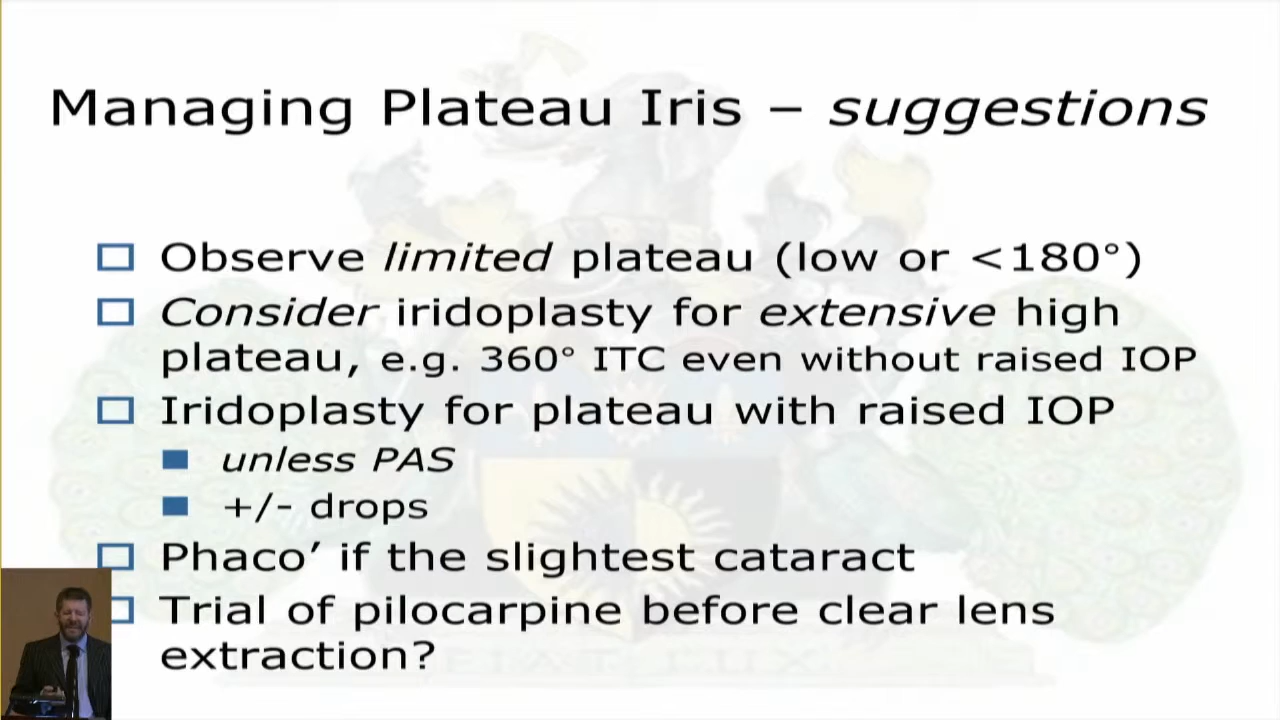 Managing Plateau Iris – suggestions
Observe limited plateau (low or <180°)
Consider iridoplasty for extensive high
plateau, e.g. 360° ITC even without raised IOP
Iridoplasty for plateau with raised IOP
unless PAS
+/- drops
Phaco’ if the slightest cataract
Trial of pilocarpine before clear lens
extraction?
FIAT LUX